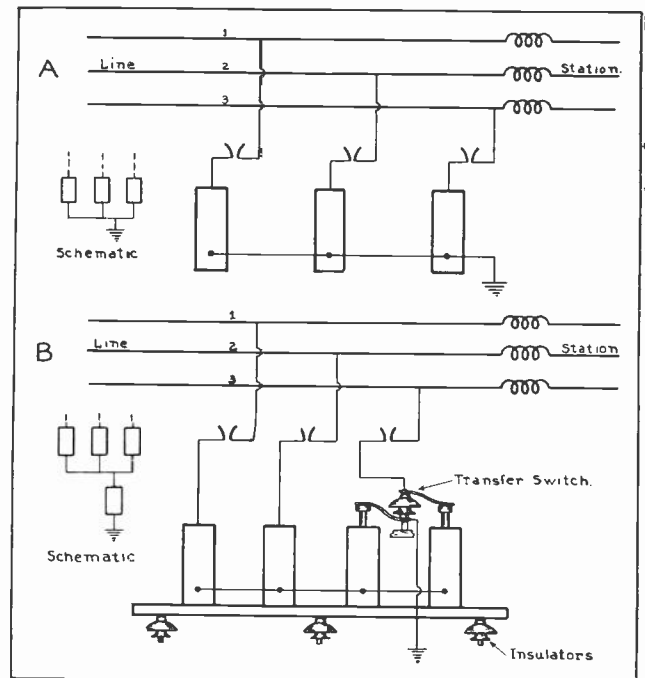 1
A Line 2 Station.
3
Schematic
1
B Line 2 Station
3
Transfer Switch.
Schematic
Insulators